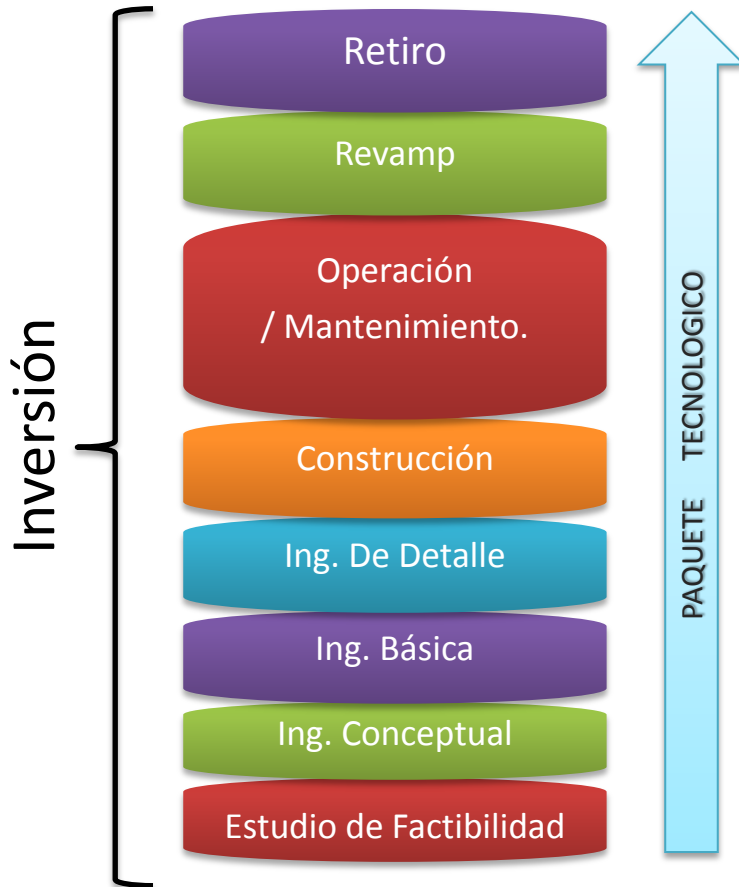 Retiro
Revamp
Operación
/ Mantenimiento.
Construcción
Ing. De Detalle
Ing. Básica
Ing. Conceptual
Estudio de Factibilidad
Inversión
PAQUETE TECNOLOGICO